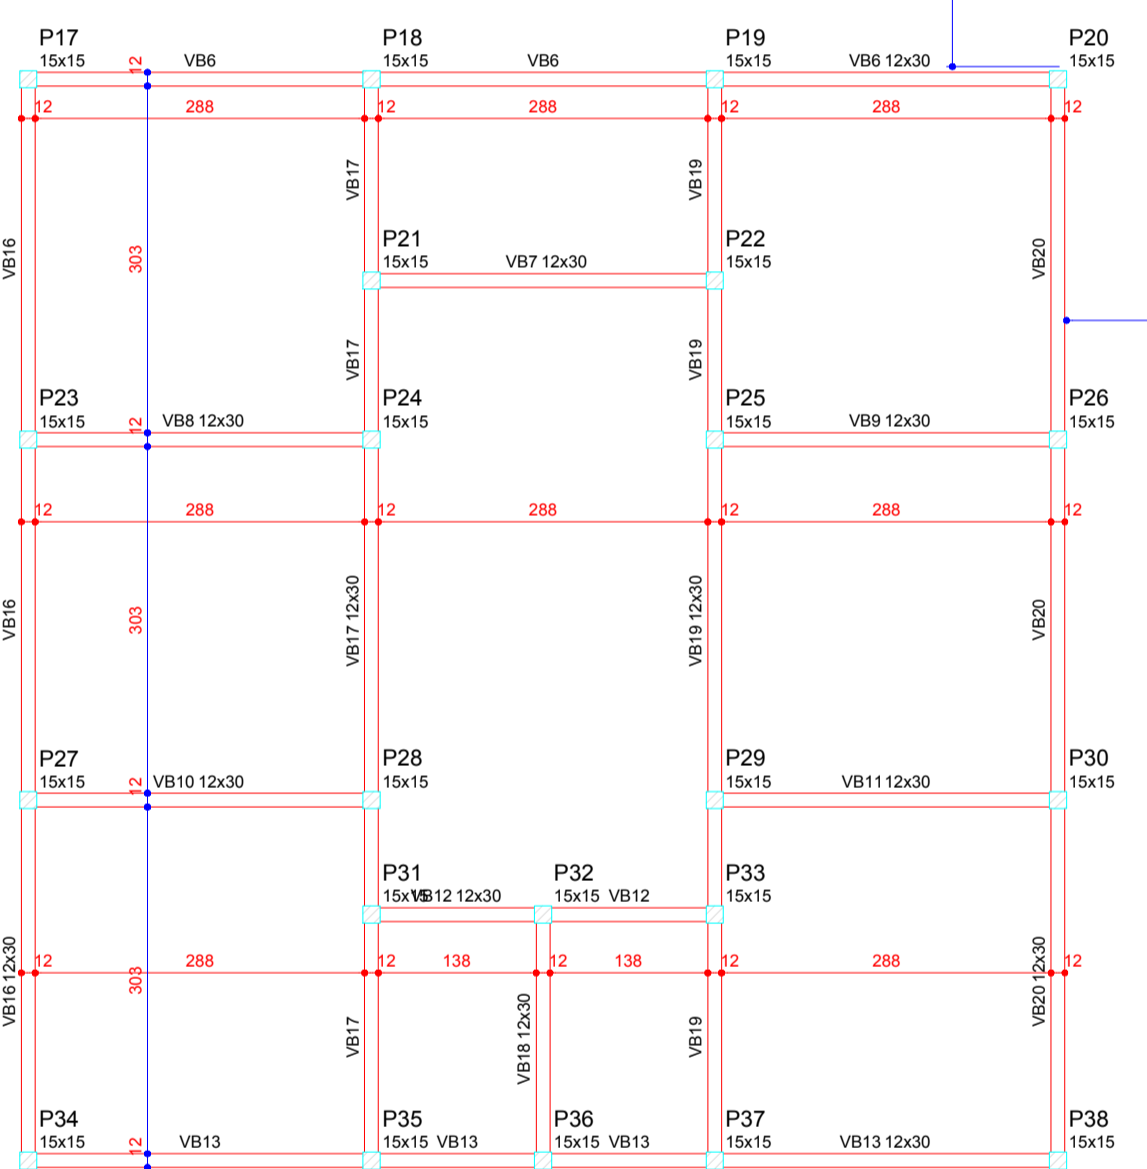 P17 P18 P19 P20
15x15 12 VB6 15x15 VB6 15x15 VB6 12x30 15x15
12 288 12 288 12 288 12
VB17 VB19
P21 P22
VB16 303 15x15 VB7 12x30 15x15 VB20
VB17 VB19
P23 P24 P25 P26
15x15 12 VB8 12x30 15x15 15x15 VB9 12x30 15x15
12 288 12 288 12 288 12
VB16 303 VB17 12x30 VB19 12x30 VB20
P27 P28 P29 P30
15x15 12 VB10 12x30 15x15 15x15 VB11 12x30 15x15
P31 P32 P33
15x15 VB12 12x30 15x15 VB12 15x15
12 288 12 138 12 138 12 288 12
VB16 12x30 303 VB17 VB18 12x30 VB19 VB20 12x30
P34 P35 P36 P37 P38
15x15 12 VB13 15x15 VB13 15x15 VB13 15x15 VB13 12x30 15x15